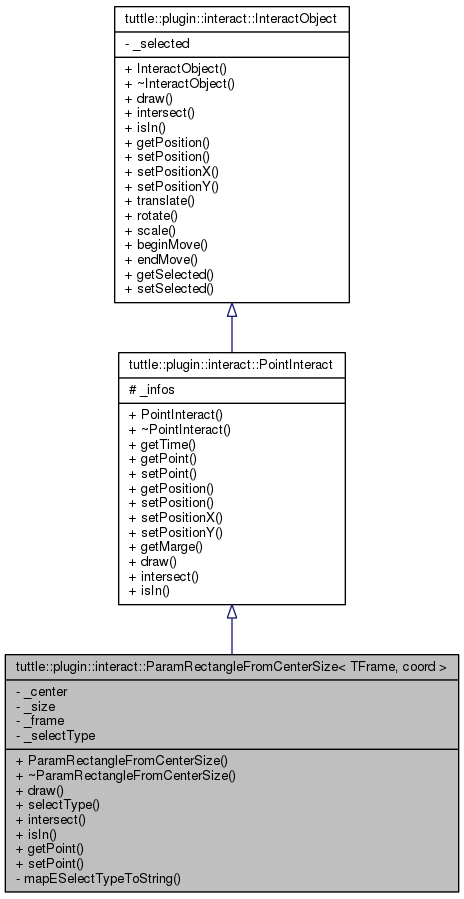 tuttle::plugin::interact::InteractObject
- _selected
+ InteractObject()
+ ~InteractObject()
+ draw()
+ intersect()
+ isIn()
+ getPosition()
+ setPosition()
+ setPositionX()
+ setPositionY()
+ translate()
+ rotate()
+ scale()
+ beginMove()
+ endMove()
+ getSelected()
+ setSelected()
tuttle::plugin::interact::PointInteract
# _infos
+ PointInteract()
+ ~PointInteract()
+ getTime()
+ getPoint()
+ setPoint()
+ getPosition()
+ setPosition()
+ setPositionX()
+ setPositionY()
+ getMarge()
+ draw()
+ intersect()
+ isIn()
tuttle::plugin::interact::ParamRectangleFromCenterSize< TFrame, coord >
- _center
- _size
- _frame
- _selectType
+ ParamRectangleFromCenterSize()
+ ~ParamRectangleFromCenterSize()
+ draw()
+ selectType()
+ intersect()
+ isIn()
+ getPoint()
+ setPoint()
- mapESelectTypeToString()